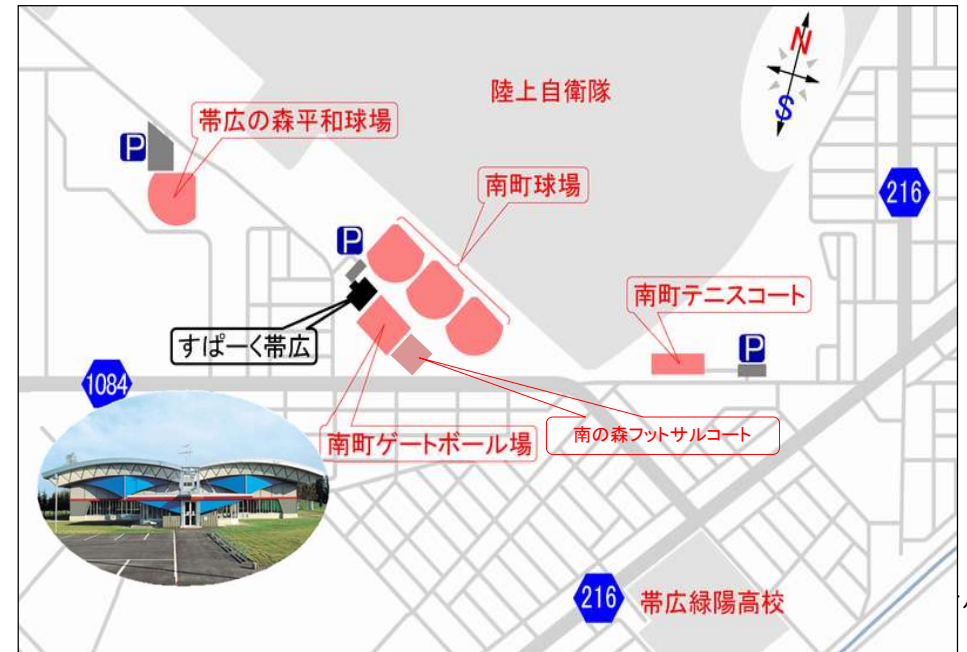 N
陸上自衛隊
S
帯広の森平和球場
P
南町球場
216
P
南町テニスコート
すぱーく帯広
P
1084
南町ゲートボール場
南の森フットサルコート
216
帯広緑陽高校